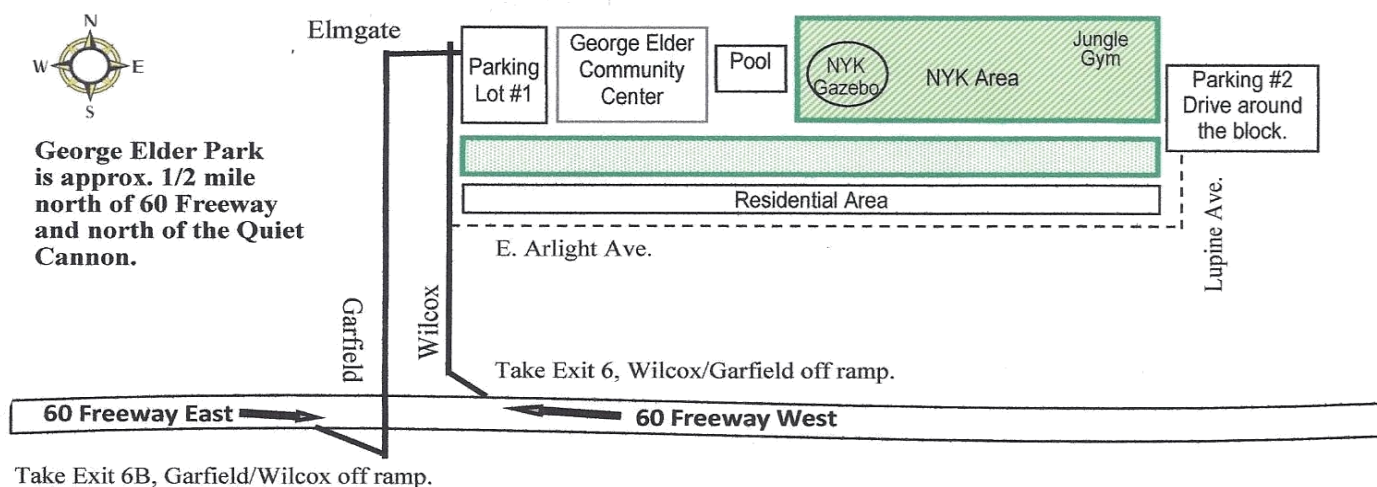 N
W
E
S
Elmgate
Parking
Lot #1
George Elder
Community
Center
Pool
NYK
Gazebo
NYK Area
Jungle
Gym
Parking #2
Drive around
the block.
George Elder Park
is approx. 1/2 mile
north of 60 Freeway
and north of the Quiet
Cannon.
Residential Area
E. Arlight Ave.
Lupine Ave.
Garfield
Wilcox
Take Exit 6, Wilcox/Garfield off ramp.
60 Freeway East
60 Freeway West
Take Exit 6B, Garfield/Wilcox off ramp.